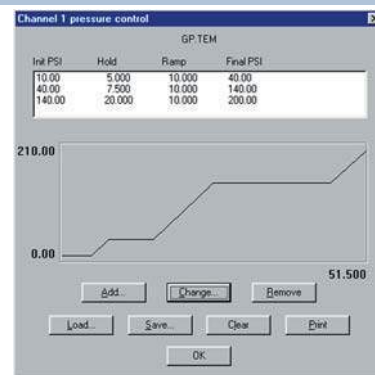 Channel 1 pressure control
GP.TEM
Init PSI Hold Ramp Final PSI
10.00 5.000 10.000 40.00
40.00 7.500 10.000 140.00
140.00 20.000 10.000 200.00
210.00
0.00
51.500
Add... Change... Remove
Load... Save... Clear Print
OK